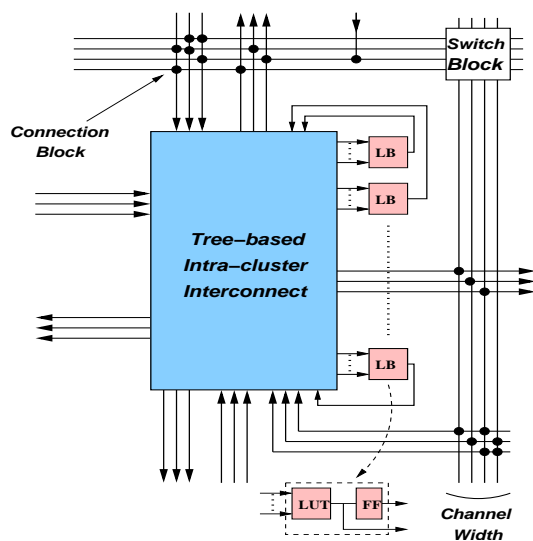 Switch
Block
Connection
Block
LB
LB
Tree-based
Intra-cluster
Interconnect
LB
LUT
FF
Channel
Width